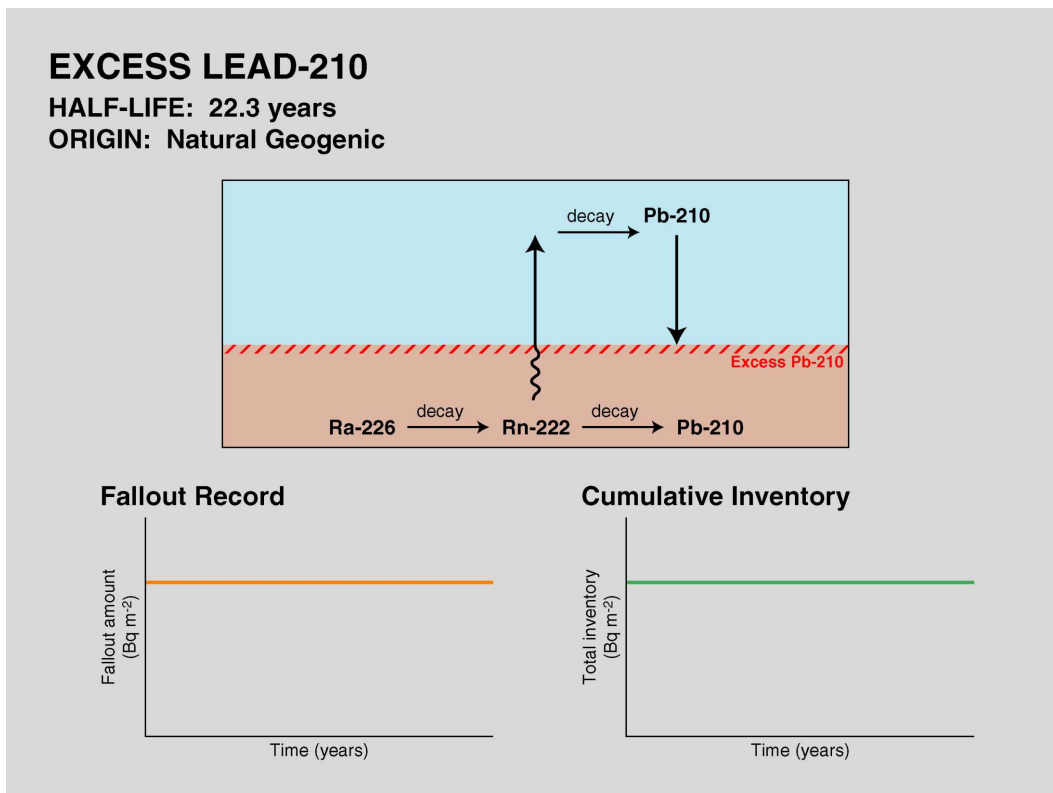 EXCESS LEAD-210
HALF-LIFE: 22.3 years
ORIGIN: Natural Geogenic
decay
Pb-210
Excess Pb-210
Ra-226
decay
Rn-222
decay
Pb-210
Fallout Record
Fallout amount
(Bq m-2)
Time (years)
Cumulative Inventory
Total inventory
(Bq m-2)
Time (years)